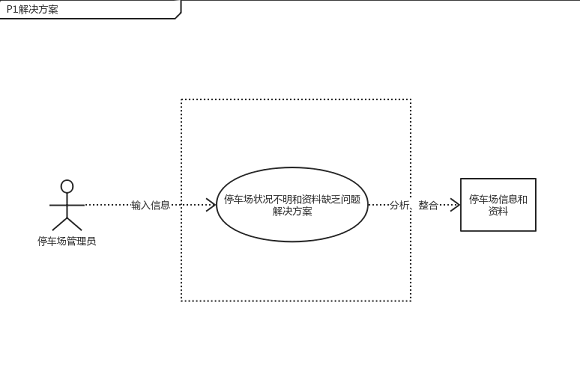 P1解决方案
停车场管理员
输入信息
停车场状况不明和资料缺乏问题
解决方案
分析、整合
停车场信息和
资料